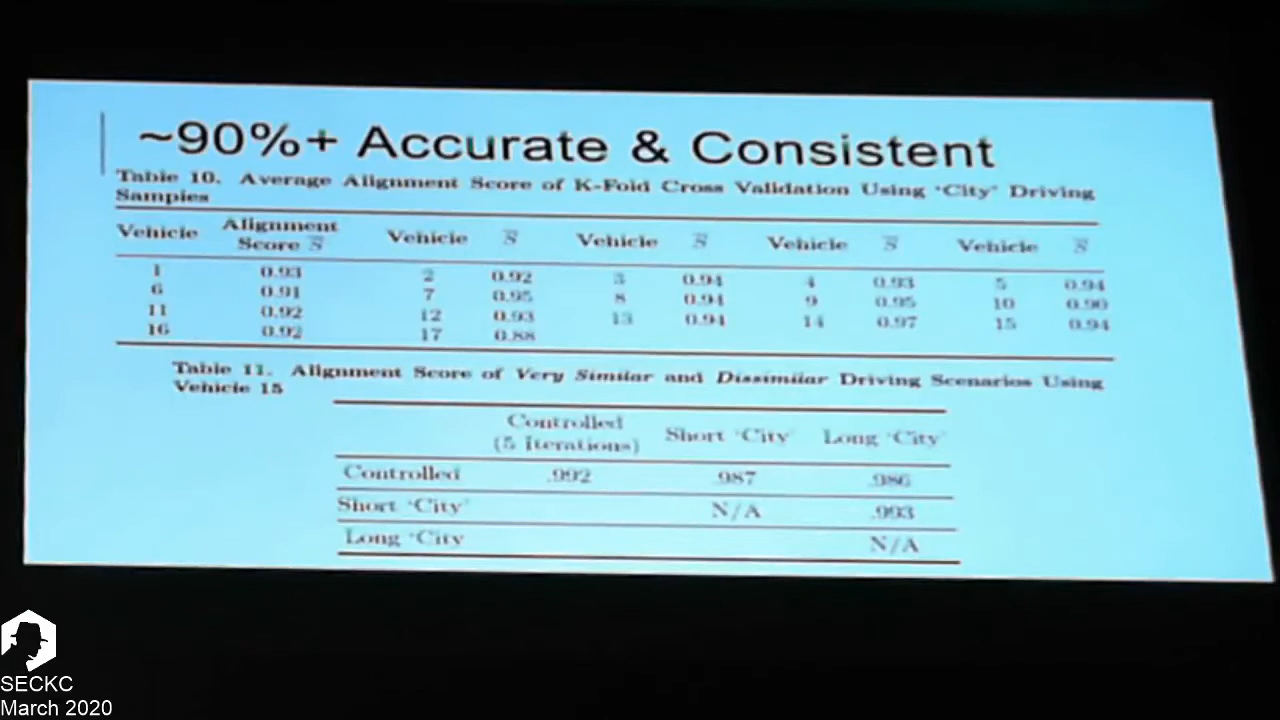 ~90%+ Accurate & Consistent
Table 10. Average Alignment Score of K-Fold Cross Validation Using 'City' Driving
Samples
Vehicle Alignment Score S̅ Vehicle S̅ Vehicle S̅ Vehicle S̅ Vehicle S̅
1 0.93 2 0.92 3 0.94 4 0.93 5 0.94
6 0.91 7 0.95 8 0.94 9 0.95 10 0.90
11 0.92 12 0.93 13 0.94 14 0.97 15 0.94
16 0.92 17 0.88
Table 11. Alignment Score of Very Similar and Dissimilar Driving Scenarios Using
Vehicle 15
Controlled (5 Iterations) Short 'City' Long 'City'
Controlled .992 .987 .986
Short 'City' N/A .993
Long 'City N/A
SECKC
March 2020